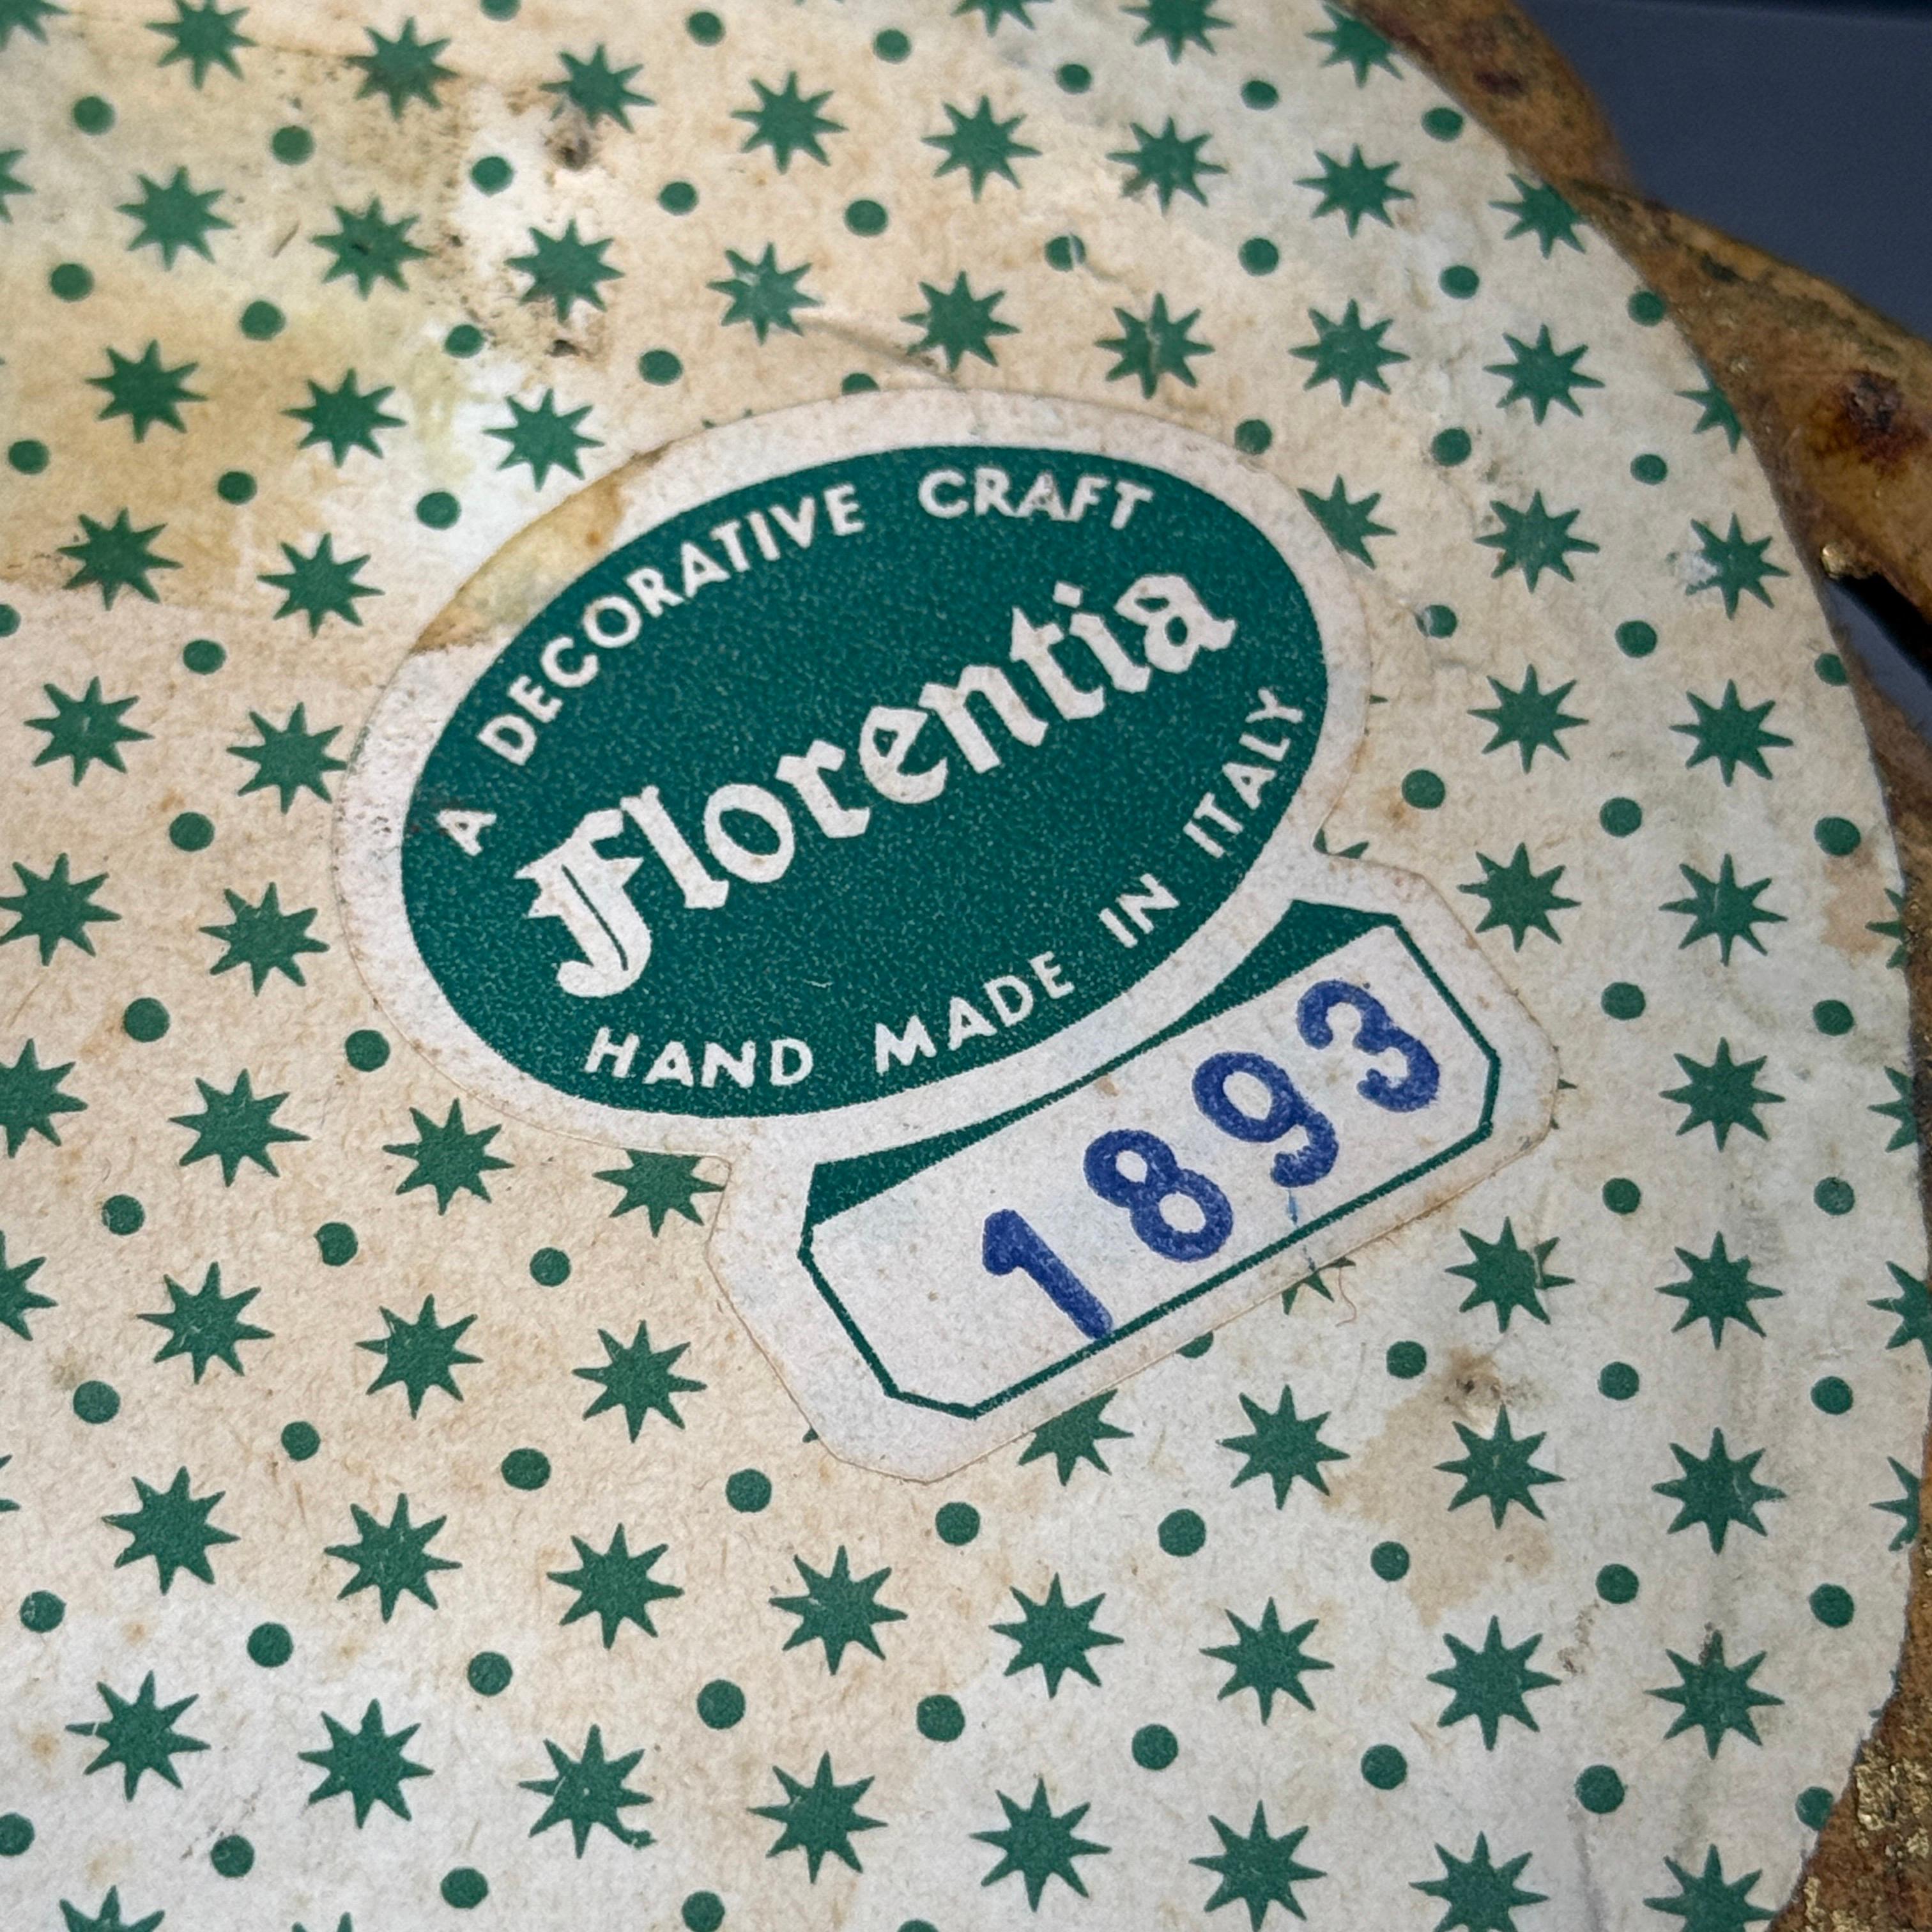 A DECORATIVE CRAFT
Florentia
HAND MADE IN ITALY
1893